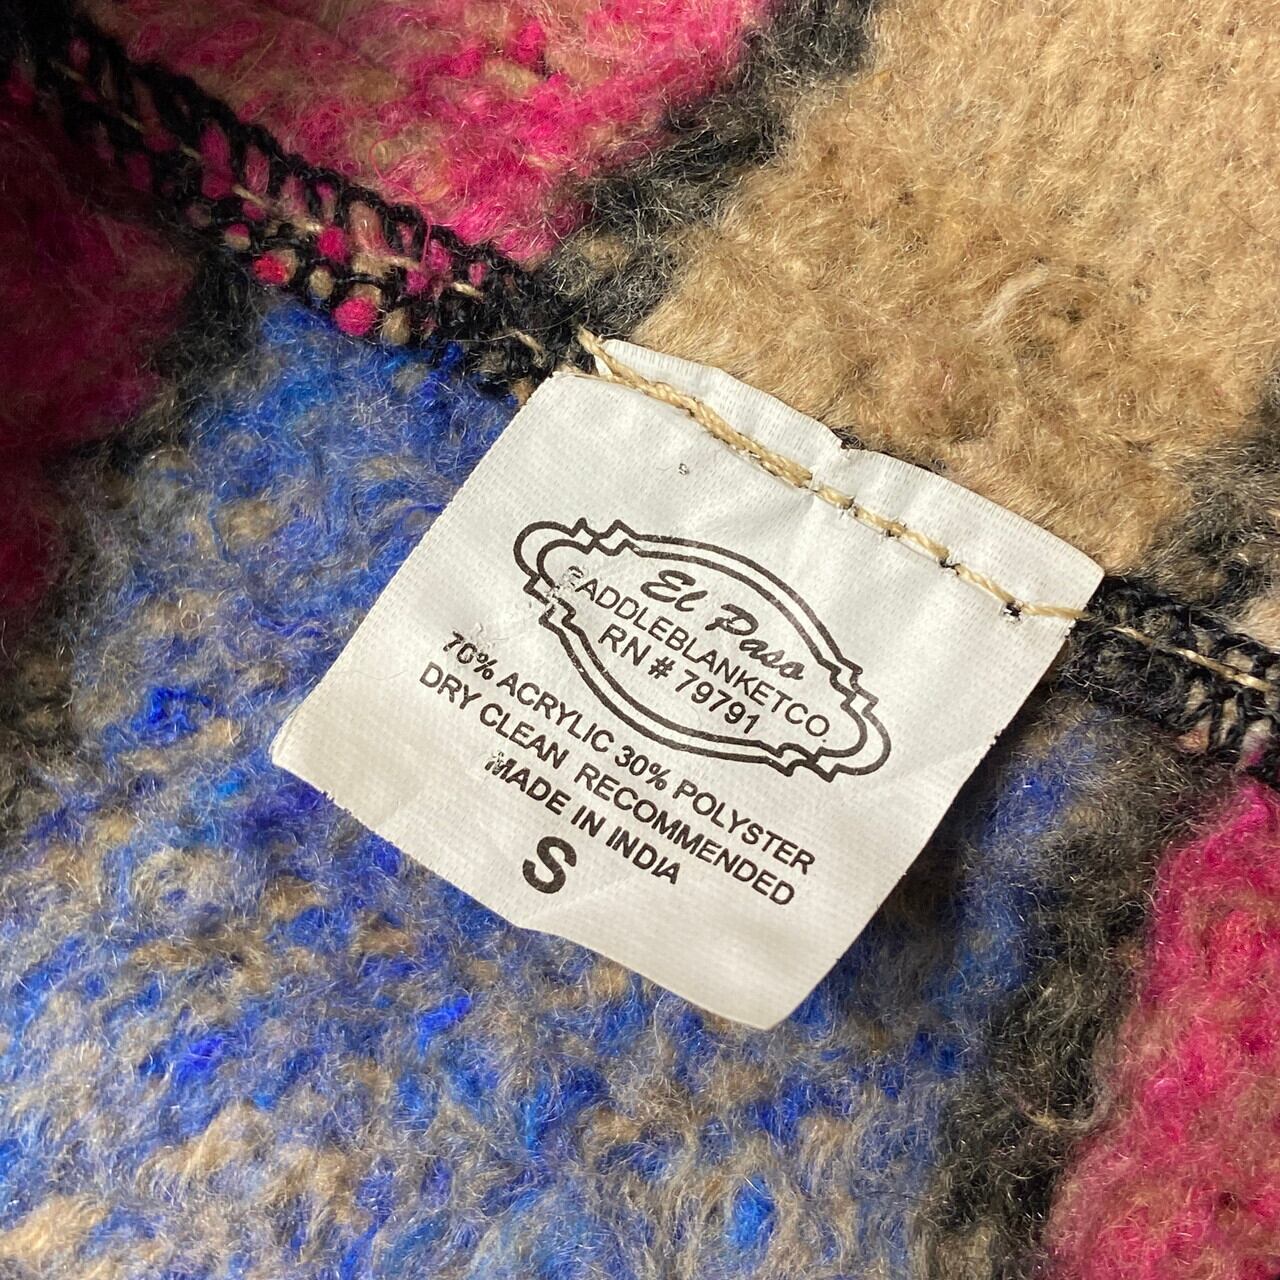 El Paso
SADDLEBLANKETCO.
RN # 79791
70% ACRYLIC 30% POLYSTER
DRY CLEAN RECOMMENDED
MADE IN INDIA
S